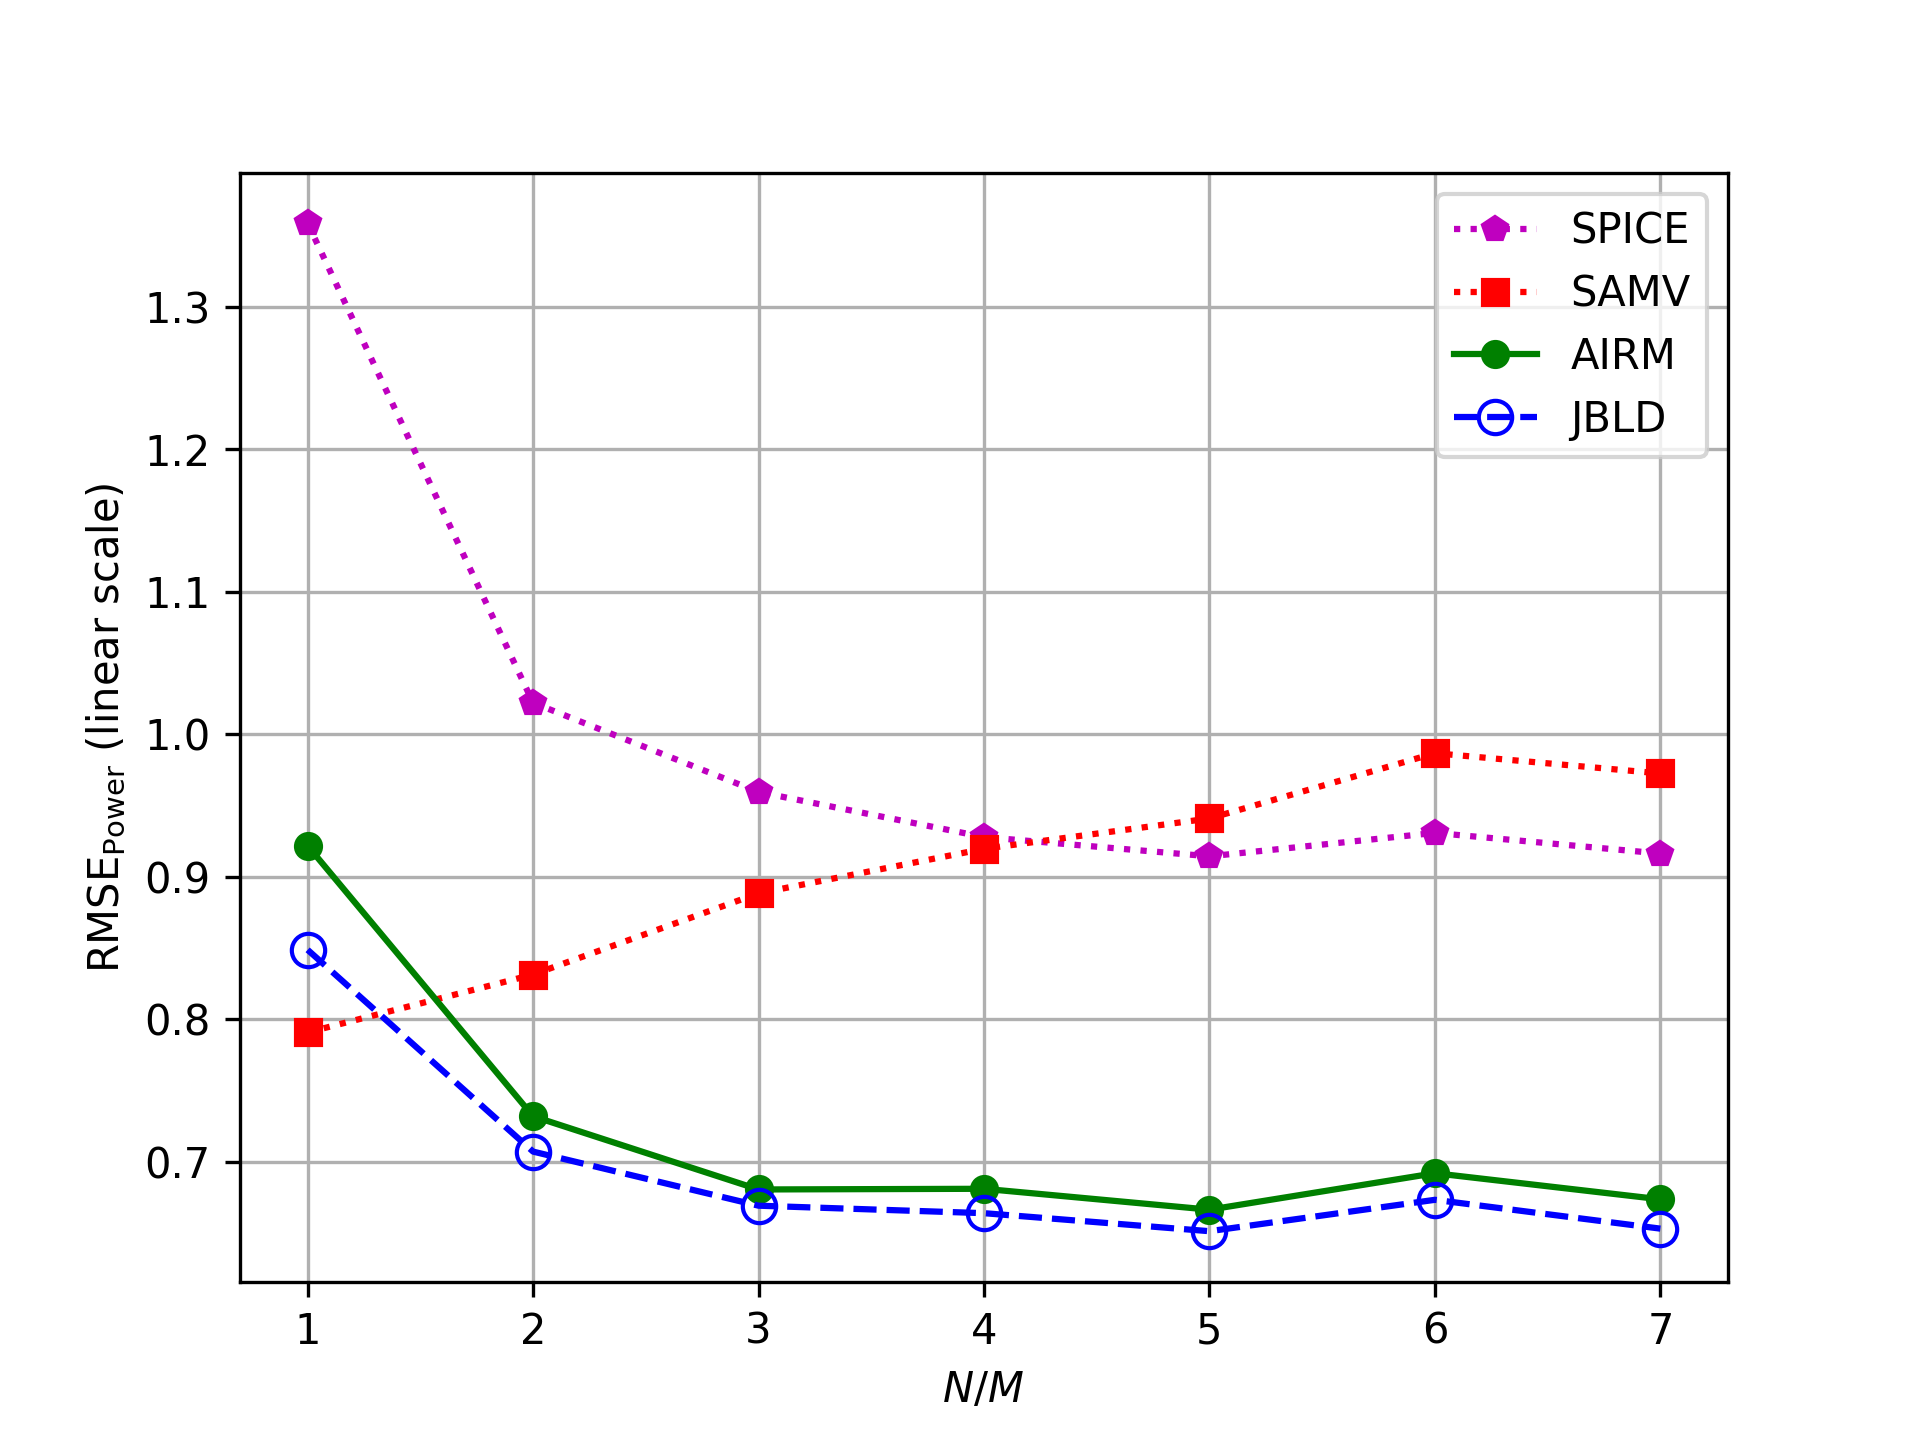 SPICE
SAMV
AIRM
JBLD
1.3
1.2
1.1
1.0
0.9
0.8
0.7
RMSE_Power (linear scale)
1 2 3 4 5 6 7
N/M